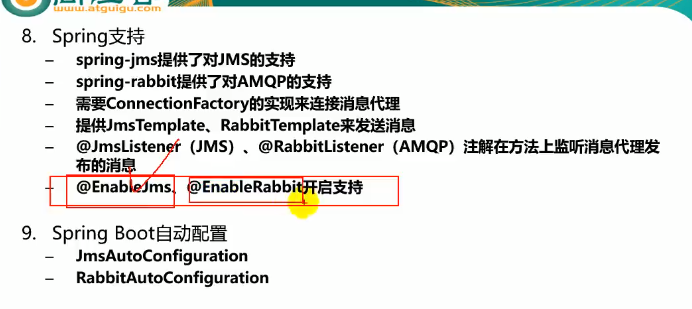 www.atguigu.com
8. Spring支持
– spring-jms提供了对JMS的支持
– spring-rabbit提供了对AMQP的支持
– 需要ConnectionFactory的实现来连接消息代理
– 提供JmsTemplate、RabbitTemplate来发送消息
– @JmsListener（JMS）、@RabbitListener（AMQP）注解在方法上监听消息代理发
布的消息
– @EnableJms、@EnableRabbit开启支持
9. Spring Boot自动配置
– JmsAutoConfiguration
– RabbitAutoConfiguration